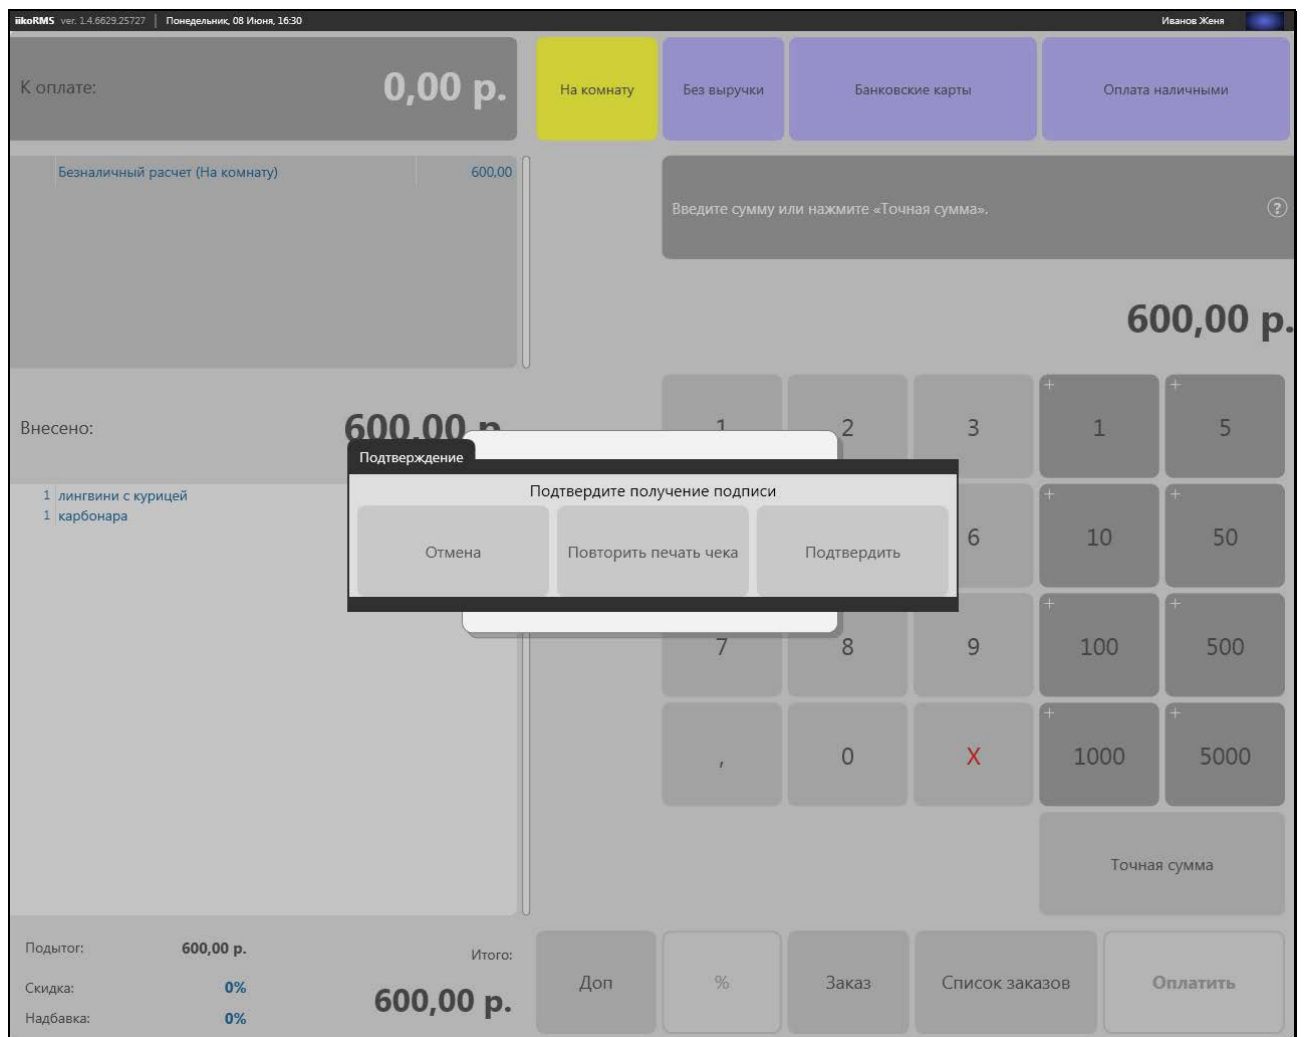 iikoRMS ver. 1.4.6629.25727 Понедельник, 08 Июня, 16:30 Иванов Женя
К оплате: 0,00 р. На комнату Без выручки Банковские карты Оплата наличными
Безналичный расчет (На комнату) 600,00
Введите сумму или нажмите «Точная сумма». ?
600,00 р.
Внесено: 600,00 р
1 2 3 + 1 + 5
Подтверждение
1 лингвини с курицей
1 карбонара
Подтвердите получение подписи
Отмена Повторить печать чека Подтвердить
6 + 10 + 50
7 8 9 + 100 + 500
, 0 X + 1000 + 5000
Точная сумма
Подытог: 600,00 р. Итого:
Скидка: 0% 600,00 р.
Надбавка: 0%
Доп % Заказ Список заказов Оплатить